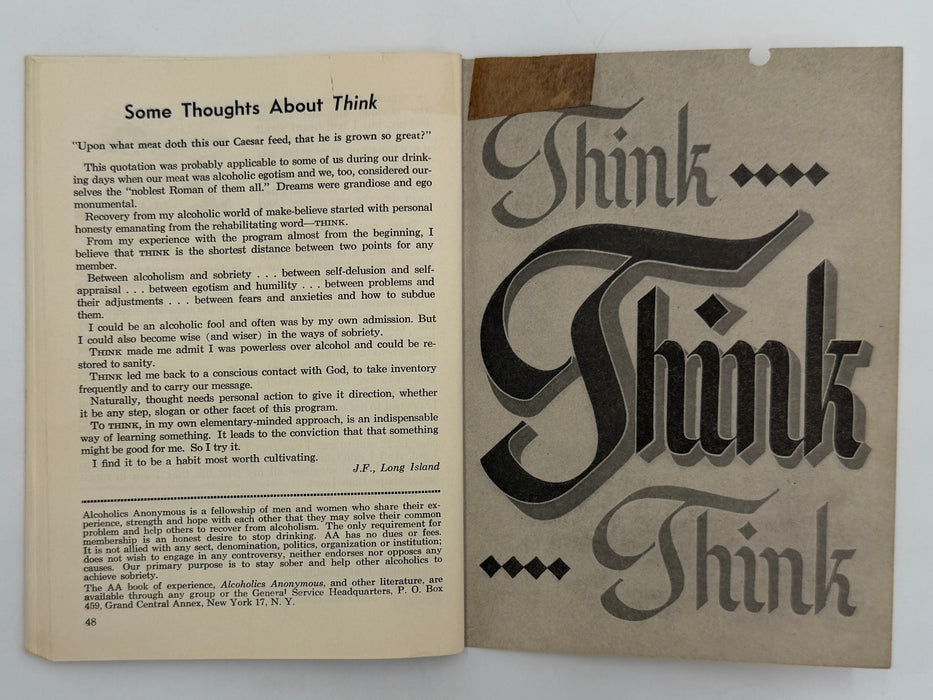 Some Thoughts About Think
"Upon what meat doth this our Caesar feed, that he is grown so great?"
This quotation was probably applicable to some of us during our drink-
ing days when our meat was alcoholic egotism and we, too, considered our-
selves the "noblest Roman of them all." Dreams were grandiose and ego
monumental.
Recovery from my alcoholic world of make-believe started with personal
honesty emanating from the rehabilitating word—THINK.
From my experience with the program almost from the beginning, I
believe that THINK is the shortest distance between two points for any
member.
Between alcoholism and sobriety . . . between self-delusion and self-
appraisal . . . between egotism and humility . . . between problems and
their adjustments . . . between fears and anxieties and how to subdue
them.
I could be an alcoholic fool and often was by my own admission. But
I could also become wise (and wiser) in the ways of sobriety.
THINK made me admit I was powerless over alcohol and could be re-
stored to sanity.
THINK led me back to a conscious contact with God, to take inventory
frequently and to carry our message.
Naturally, thought needs personal action to give it direction, whether
it be any step, slogan or other facet of this program.
To THINK, in my own elementary-minded approach, is an indispensable
way of learning something. It leads to the conviction that that something
might be good for me. So I try it.
I find it to be a habit most worth cultivating.
J.F., Long Island
Alcoholics Anonymous is a fellowship of men and women who share their ex-
perience, strength and hope with each other that they may solve their common
problem and help others to recover from alcoholism. The only requirement for
membership is an honest desire to stop drinking. AA has no dues or fees.
It is not allied with any sect, denomination, politics, organization or institution;
does not wish to engage in any controversy, neither endorses nor opposes any
causes. Our primary purpose is to stay sober and help other alcoholics to
achieve sobriety.
The AA book of experience, Alcoholics Anonymous, and other literature, are
available through any group or the General Service Headquarters, P. O. Box
459, Grand Central Annex, New York 17, N. Y.
48
Think
Think
Think